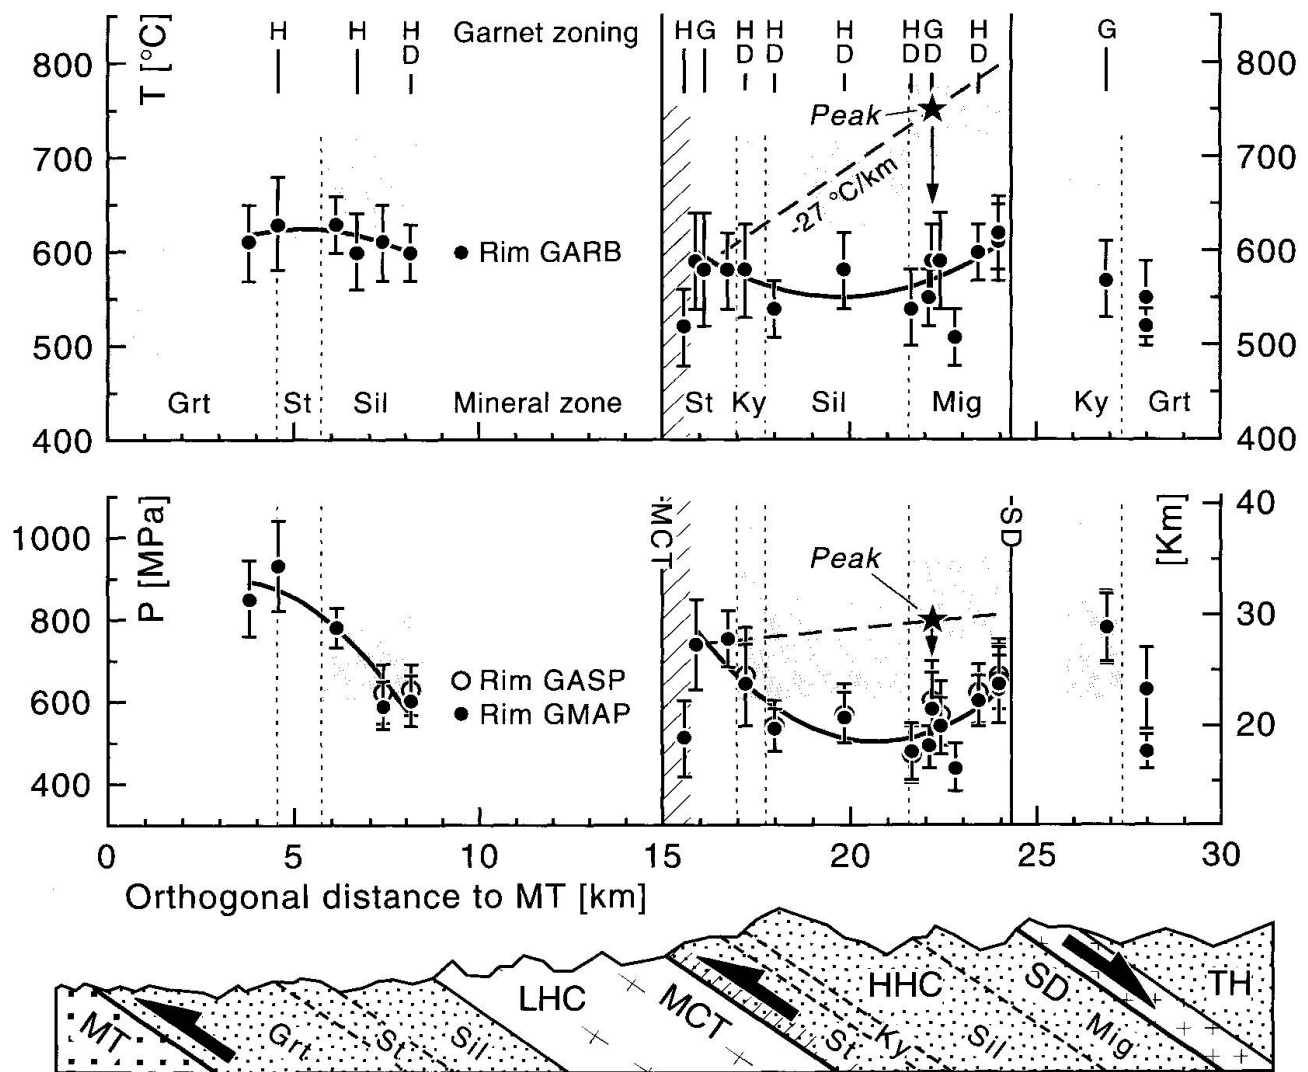 H H H Garnet zoning H G H H H H G H G
D D D D D D D
800 T [°C] Peak 800
700 -27 °C/km 700
600 Rim GARB 600
500 500
Grt St Sil Mineral zone St Ky Sil Mig Ky Grt
400 400
MCT SD [Km] 40
1000 P [MPa] Peak
800 30
600 Rim GASP
Rim GMAP 20
400
0 5 10 15 20 25 30
Orthogonal distance to MT [km]
MT Grt St Sil LHC MCT St Ky HHC Sil SD Mig TH